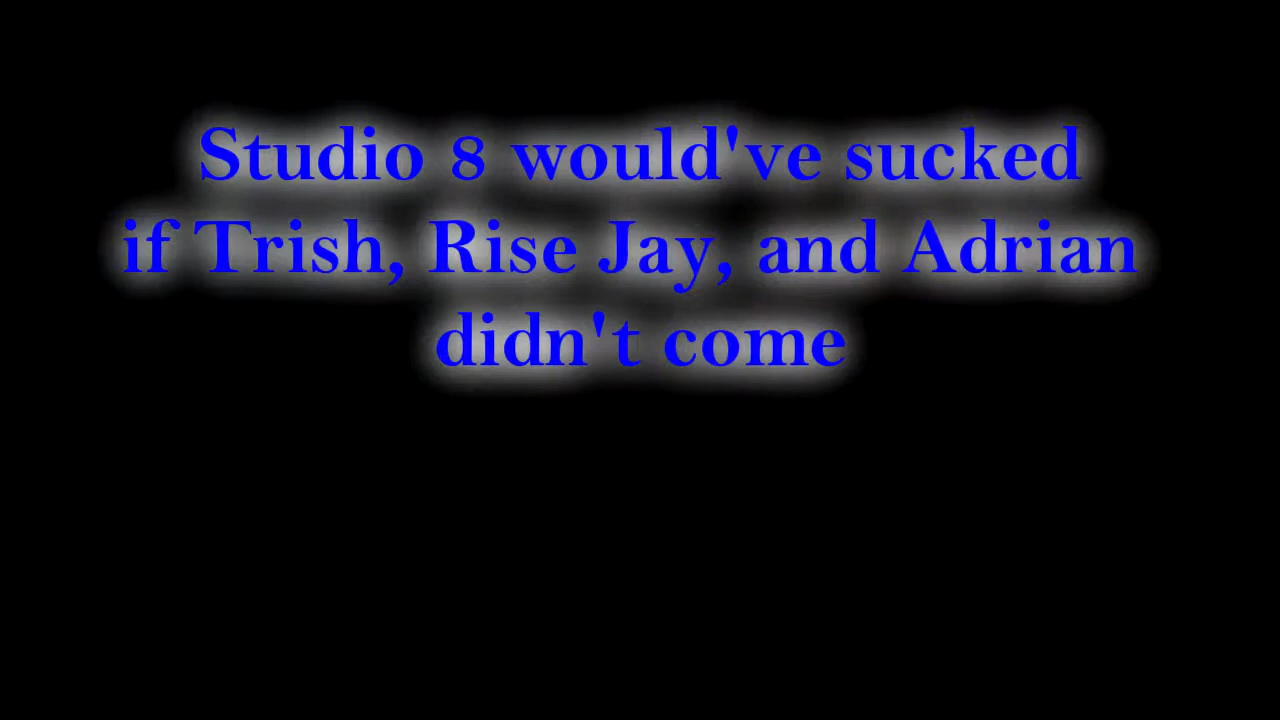 Studio 8 would've sucked
if Trish, Rise Jay, and Adrian
didn't come